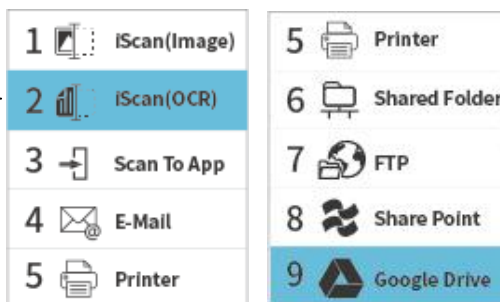 1 iScan(Image)
2 iScan(OCR)
3 Scan To App
4 E-Mail
5 Printer
5 Printer
6 Shared Folder
7 FTP
8 Share Point
9 Google Drive